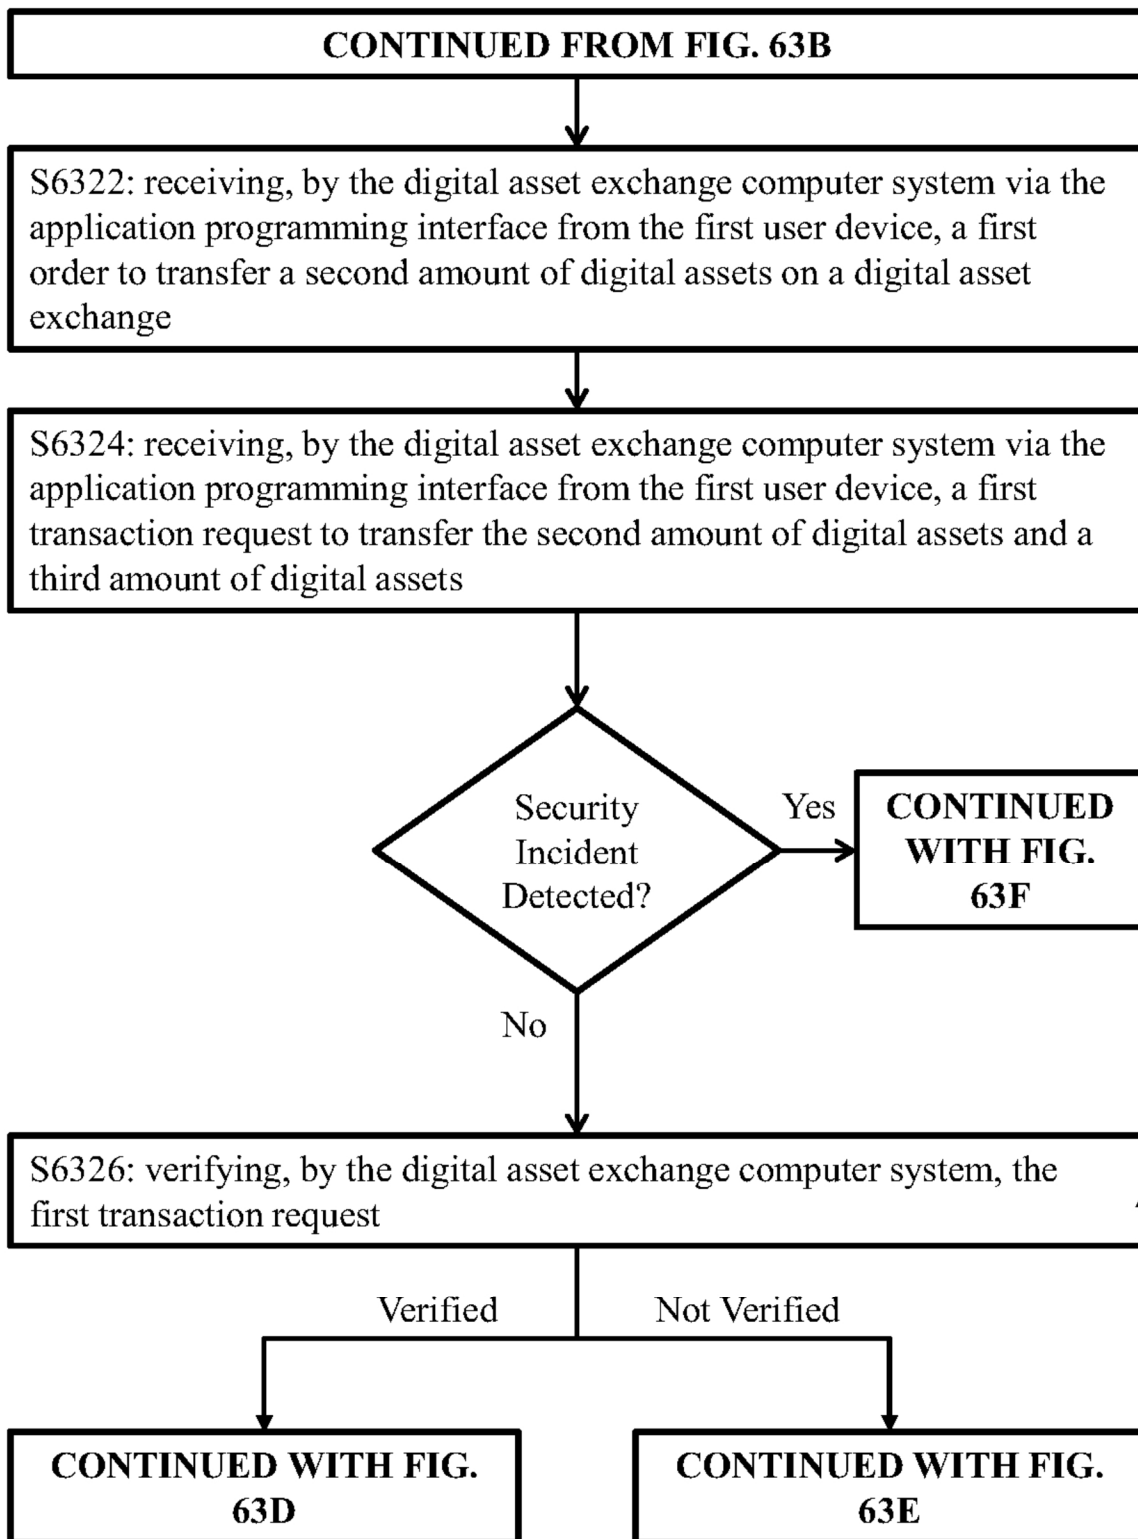 CONTINUED FROM FIG. 63B
S6322: receiving, by the digital asset exchange computer system via the
application programming interface from the first user device, a first
order to transfer a second amount of digital assets on a digital asset
exchange
S6324: receiving, by the digital asset exchange computer system via the
application programming interface from the first user device, a first
transaction request to transfer the second amount of digital assets and a
third amount of digital assets
Security
Incident
Detected?
Yes
CONTINUED
WITH FIG.
63F
No
S6326: verifying, by the digital asset exchange computer system, the
first transaction request
Verified
Not Verified
CONTINUED WITH FIG.
63D
CONTINUED WITH FIG.
63E